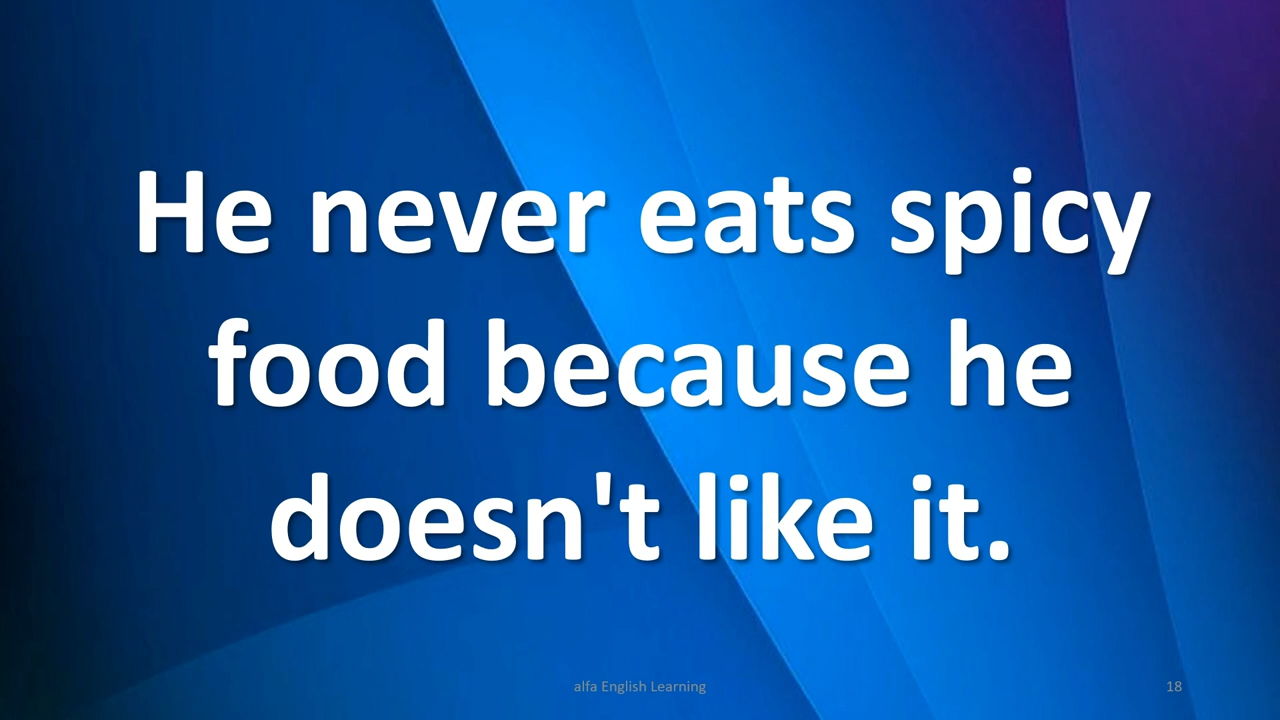 He never eats spicy
food because he
doesn't like it.
alfa English Learning
18